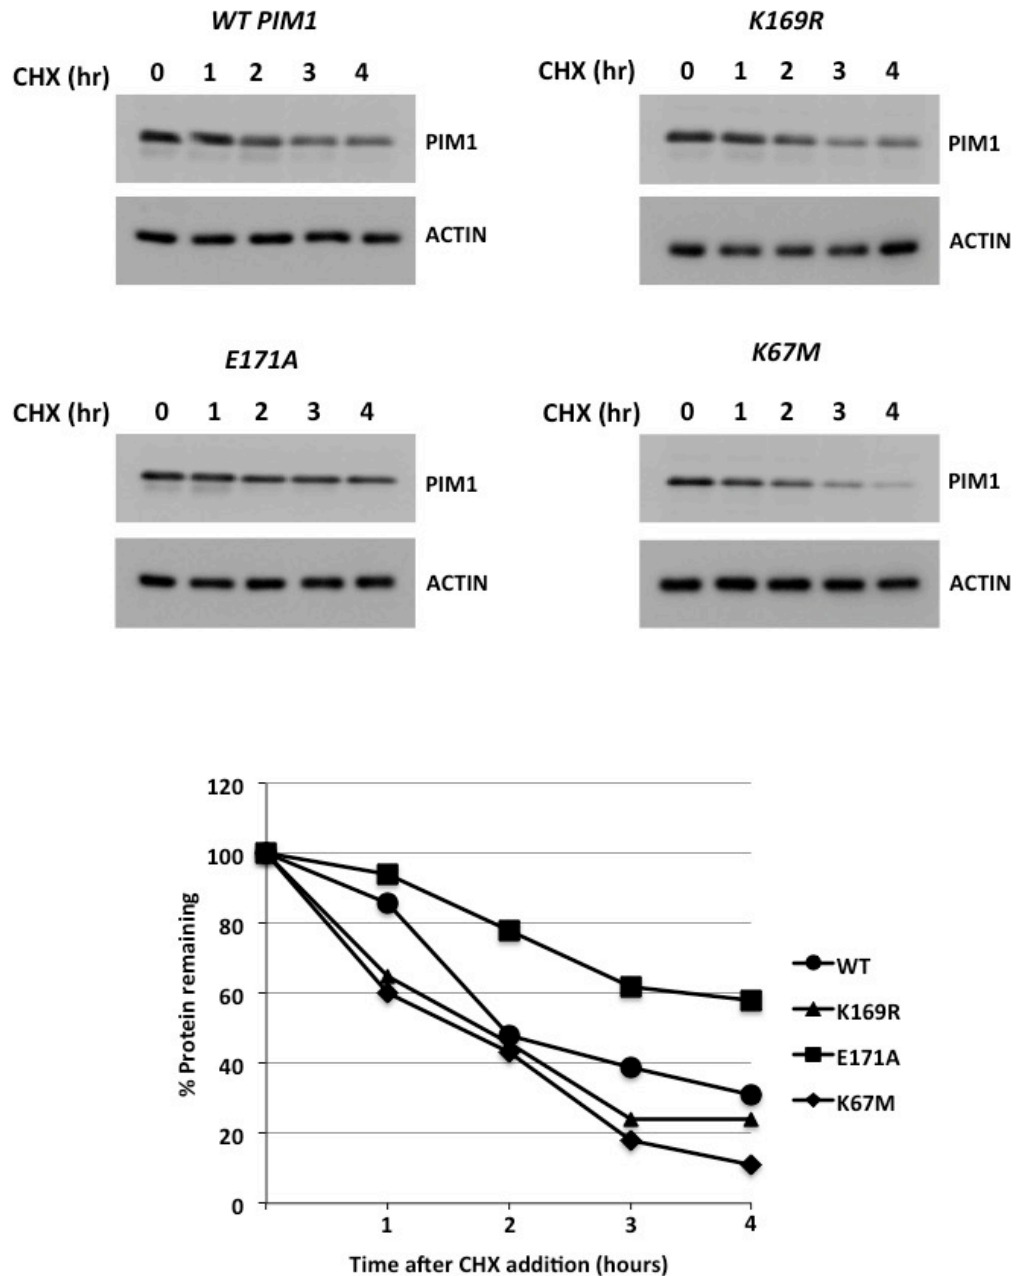 WT PIM1
CHX (hr) 0 1 2 3 4
PIM1
ACTIN
K169R
CHX (hr) 0 1 2 3 4
PIM1
ACTIN
E171A
CHX (hr) 0 1 2 3 4
PIM1
ACTIN
K67M
CHX (hr) 0 1 2 3 4
PIM1
ACTIN
% Protein remaining
120
100
80
60
40
20
0
1 2 3 4
Time after CHX addition (hours)
WT
K169R
E171A
K67M